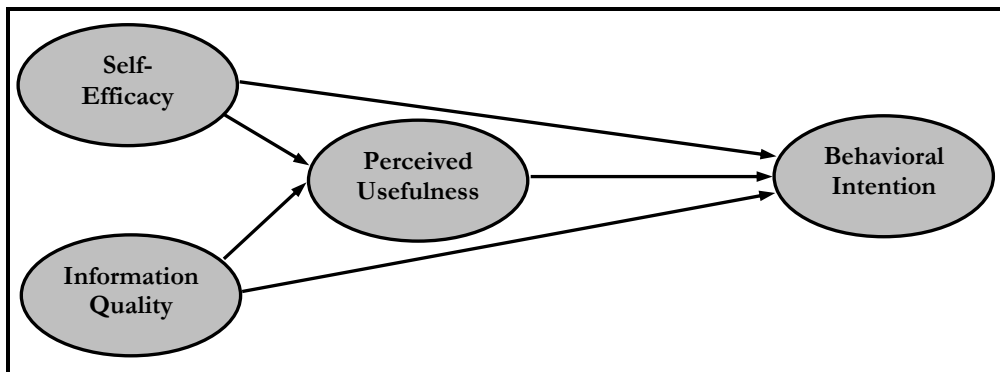 Self-
Efficacy
Perceived
Usefulness
Behavioral
Intention
Information
Quality